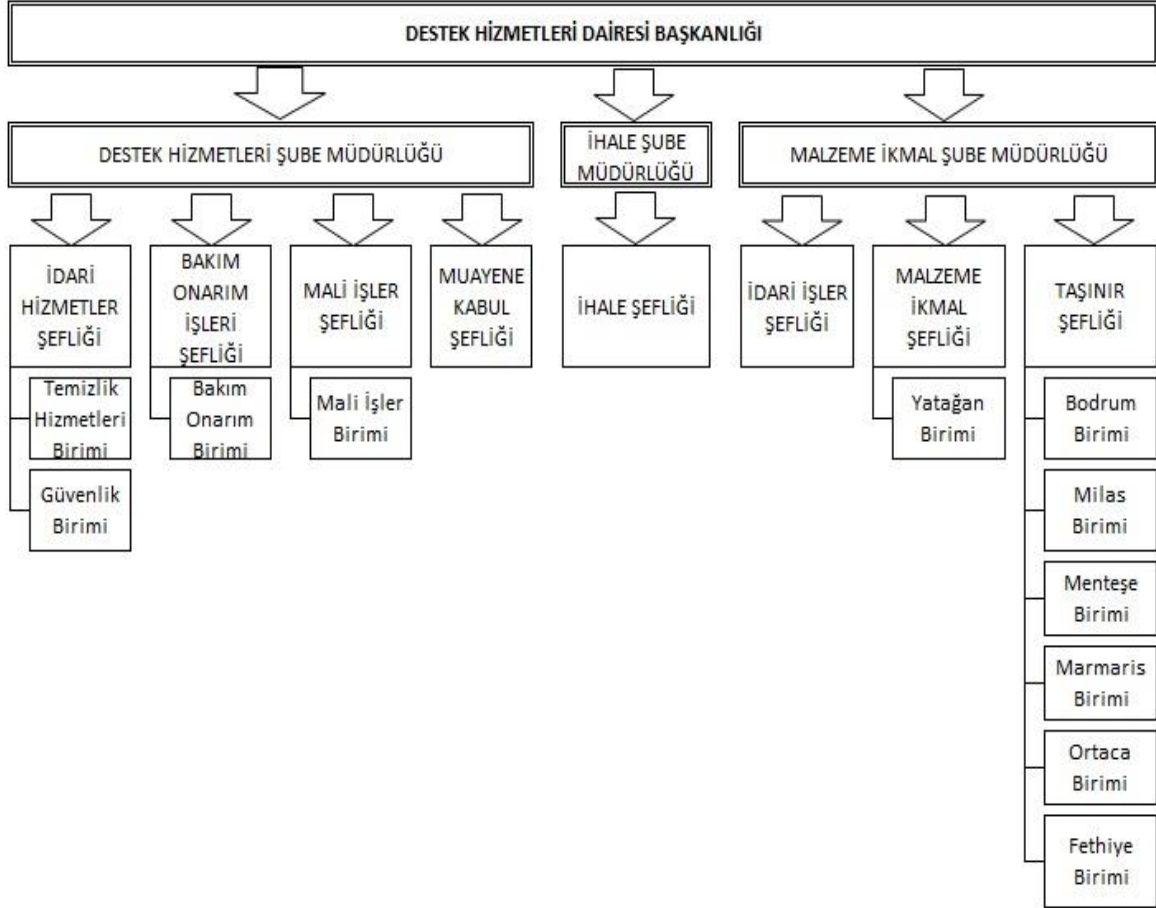 DESTEK HİZMETLERİ DAİRESİ BAŞKANLIĞI
DESTEK HİZMETLERİ ŞUBE MÜDÜRLÜĞÜ
İHALE ŞUBE
MÜDÜRLÜĞÜ
MALZEME İKMAL ŞUBE MÜDÜRLÜĞÜ
İDARİ
HİZMETLER
ŞEFLİĞİ
BAKIM
ONARIM
İŞLERİ
ŞEFLİĞİ
MALİ İŞLER
ŞEFLİĞİ
MUAYENE
KABUL
ŞEFLİĞİ
İHALE ŞEFLİĞİ
İDARİ İŞLER
ŞEFLİĞİ
MALZEME
İKMAL
ŞEFLİĞİ
TAŞINIR
ŞEFLİĞİ
Temizlik
Hizmetleri
Birimi
Bakım
Onarım
Birimi
Mali İşler
Birimi
Yatağan
Birimi
Bodrum
Birimi
Güvenlik
Birimi
Milas
Birimi
Menteşe
Birimi
Marmaris
Birimi
Ortaca
Birimi
Fethiye
Birimi